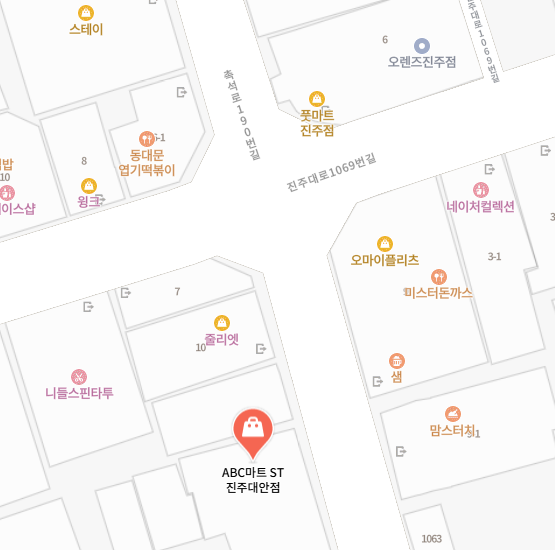 스테이
6
오렌즈진주점
진주대로1069번길
촉석로190번길
풋마트
진주점
동대문
엽기떡볶이
8
윙크
밥
10
이스샵
진주대로1069번길
네이처컬렉션
3-1
오마이플리츠
미스터돈까스
7
줄리엣
10
니들스핀타투
샘
맘스터치
ABC마트 ST
진주대안점
1063